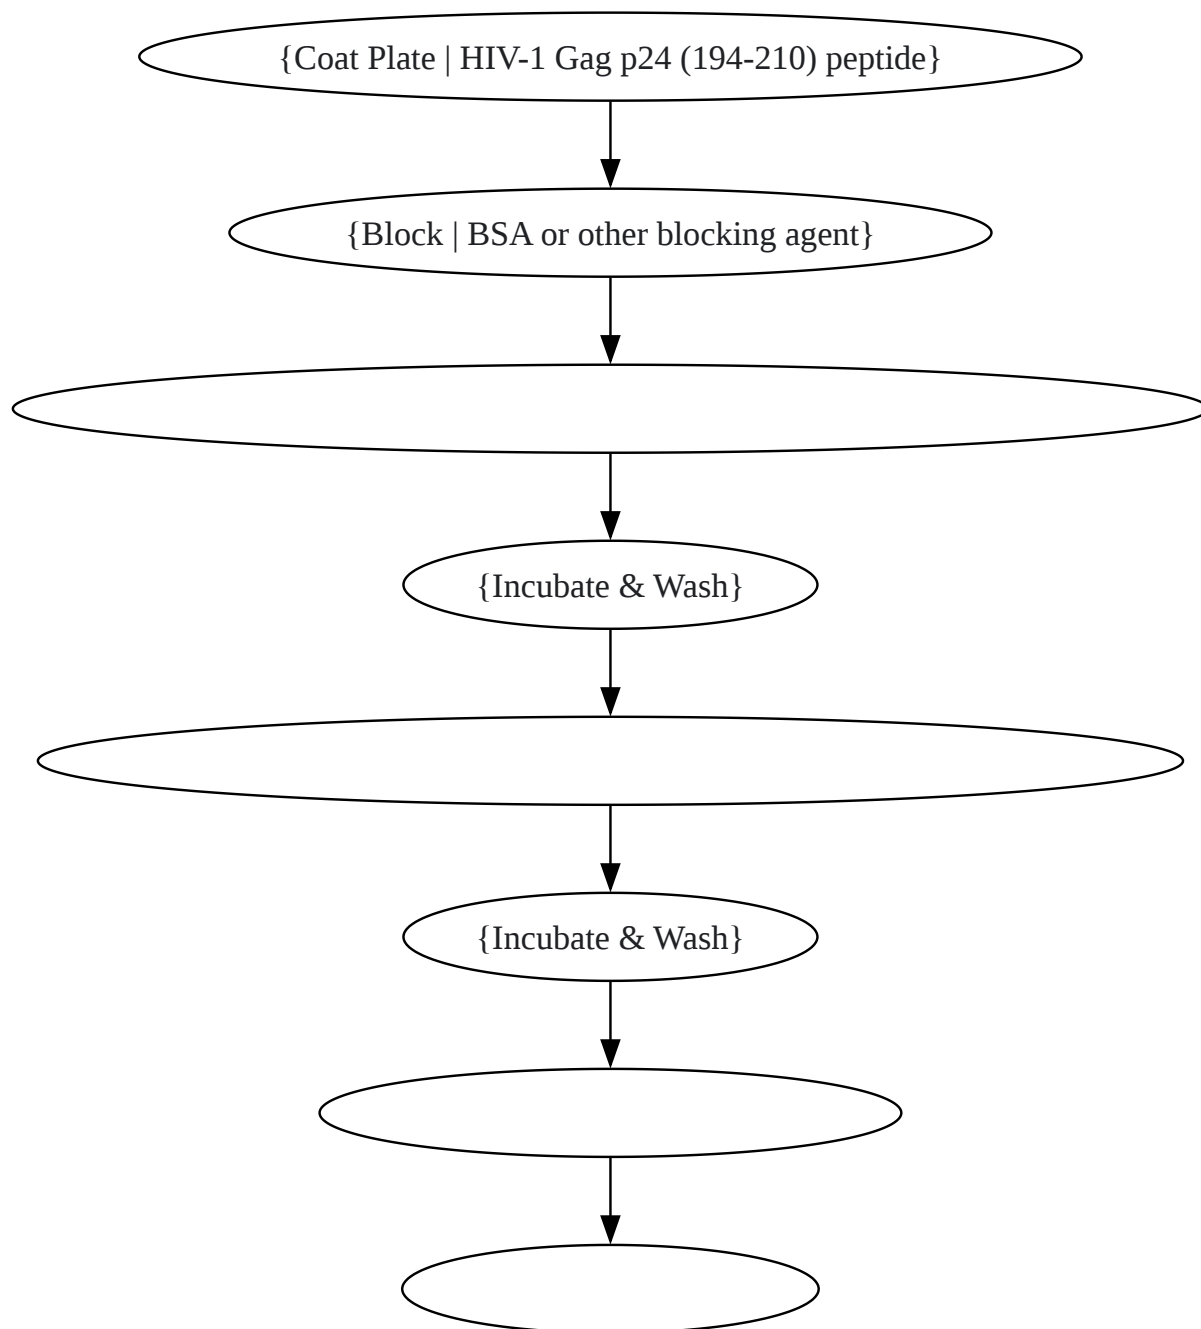 {Coat Plate | HIV-1 Gag p24 (194-210) peptide}
{Block | BSA or other blocking agent}
{Incubate & Wash}
{Incubate & Wash}